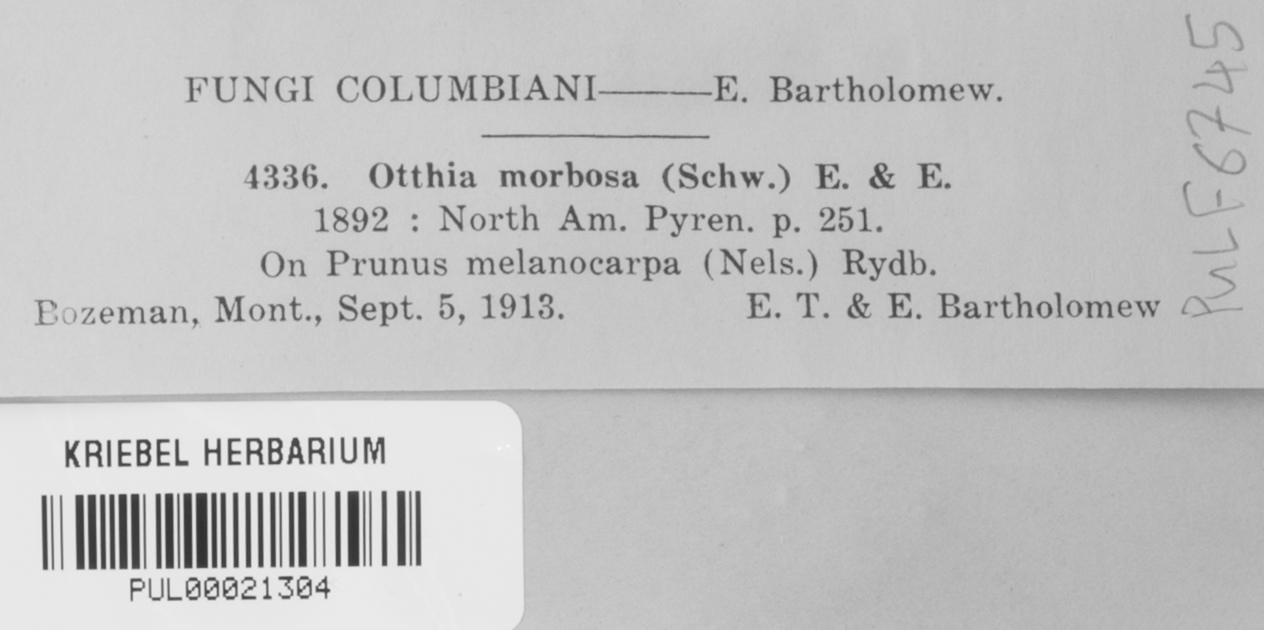 FUNGI COLUMBIANI——E. Bartholomew.
4336. Otthia morbosa (Schw.) E. & E.
1892 : North Am. Pyren. p. 251.
On Prunus melanocarpa (Nels.) Rydb.
Bozeman, Mont., Sept. 5, 1913. E. T. & E. Bartholomew
PUL F6745
KRIEBEL HERBARIUM
PUL00021304